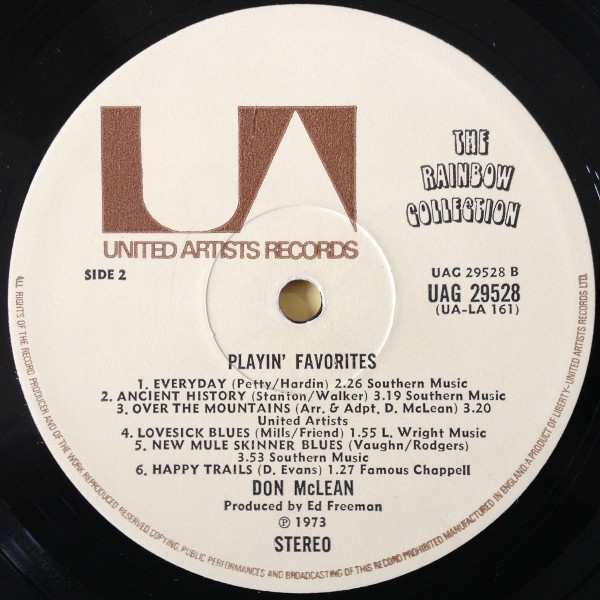 UA
UNITED ARTISTS RECORDS
THE
RAINBOW
COLLECTION
SIDE 2
UAG 29528 B
UAG 29528
(UA-LA 161)
PLAYIN' FAVORITES
1. EVERYDAY (Petty/Hardin) 2.26 Southern Music
2. ANCIENT HISTORY (Stanton/Walker) 3.19 Southern Music
3. OVER THE MOUNTAINS (Arr. & Adpt. D. McLean) 3.20
United Artists
4. LOVESICK BLUES (Mills/Friend) 1.55 L. Wright Music
5. NEW MULE SKINNER BLUES (Vaughn/Rodgers)
3.53 Southern Music
6. HAPPY TRAILS (D. Evans) 1.27 Famous Chappell
DON McLEAN
Produced by Ed Freeman
℗ 1973
STEREO
ALL RIGHTS OF THE RECORD PRODUCER AND OF THE WORK REPRODUCED RESERVED. COPYING, PUBLIC PERFORMANCES AND BROADCASTING OF THIS RECORD PROHIBITED. MANUFACTURED IN ENGLAND. A PRODUCT OF LIBERTY-UNITED ARTISTS RECORDS LTD.